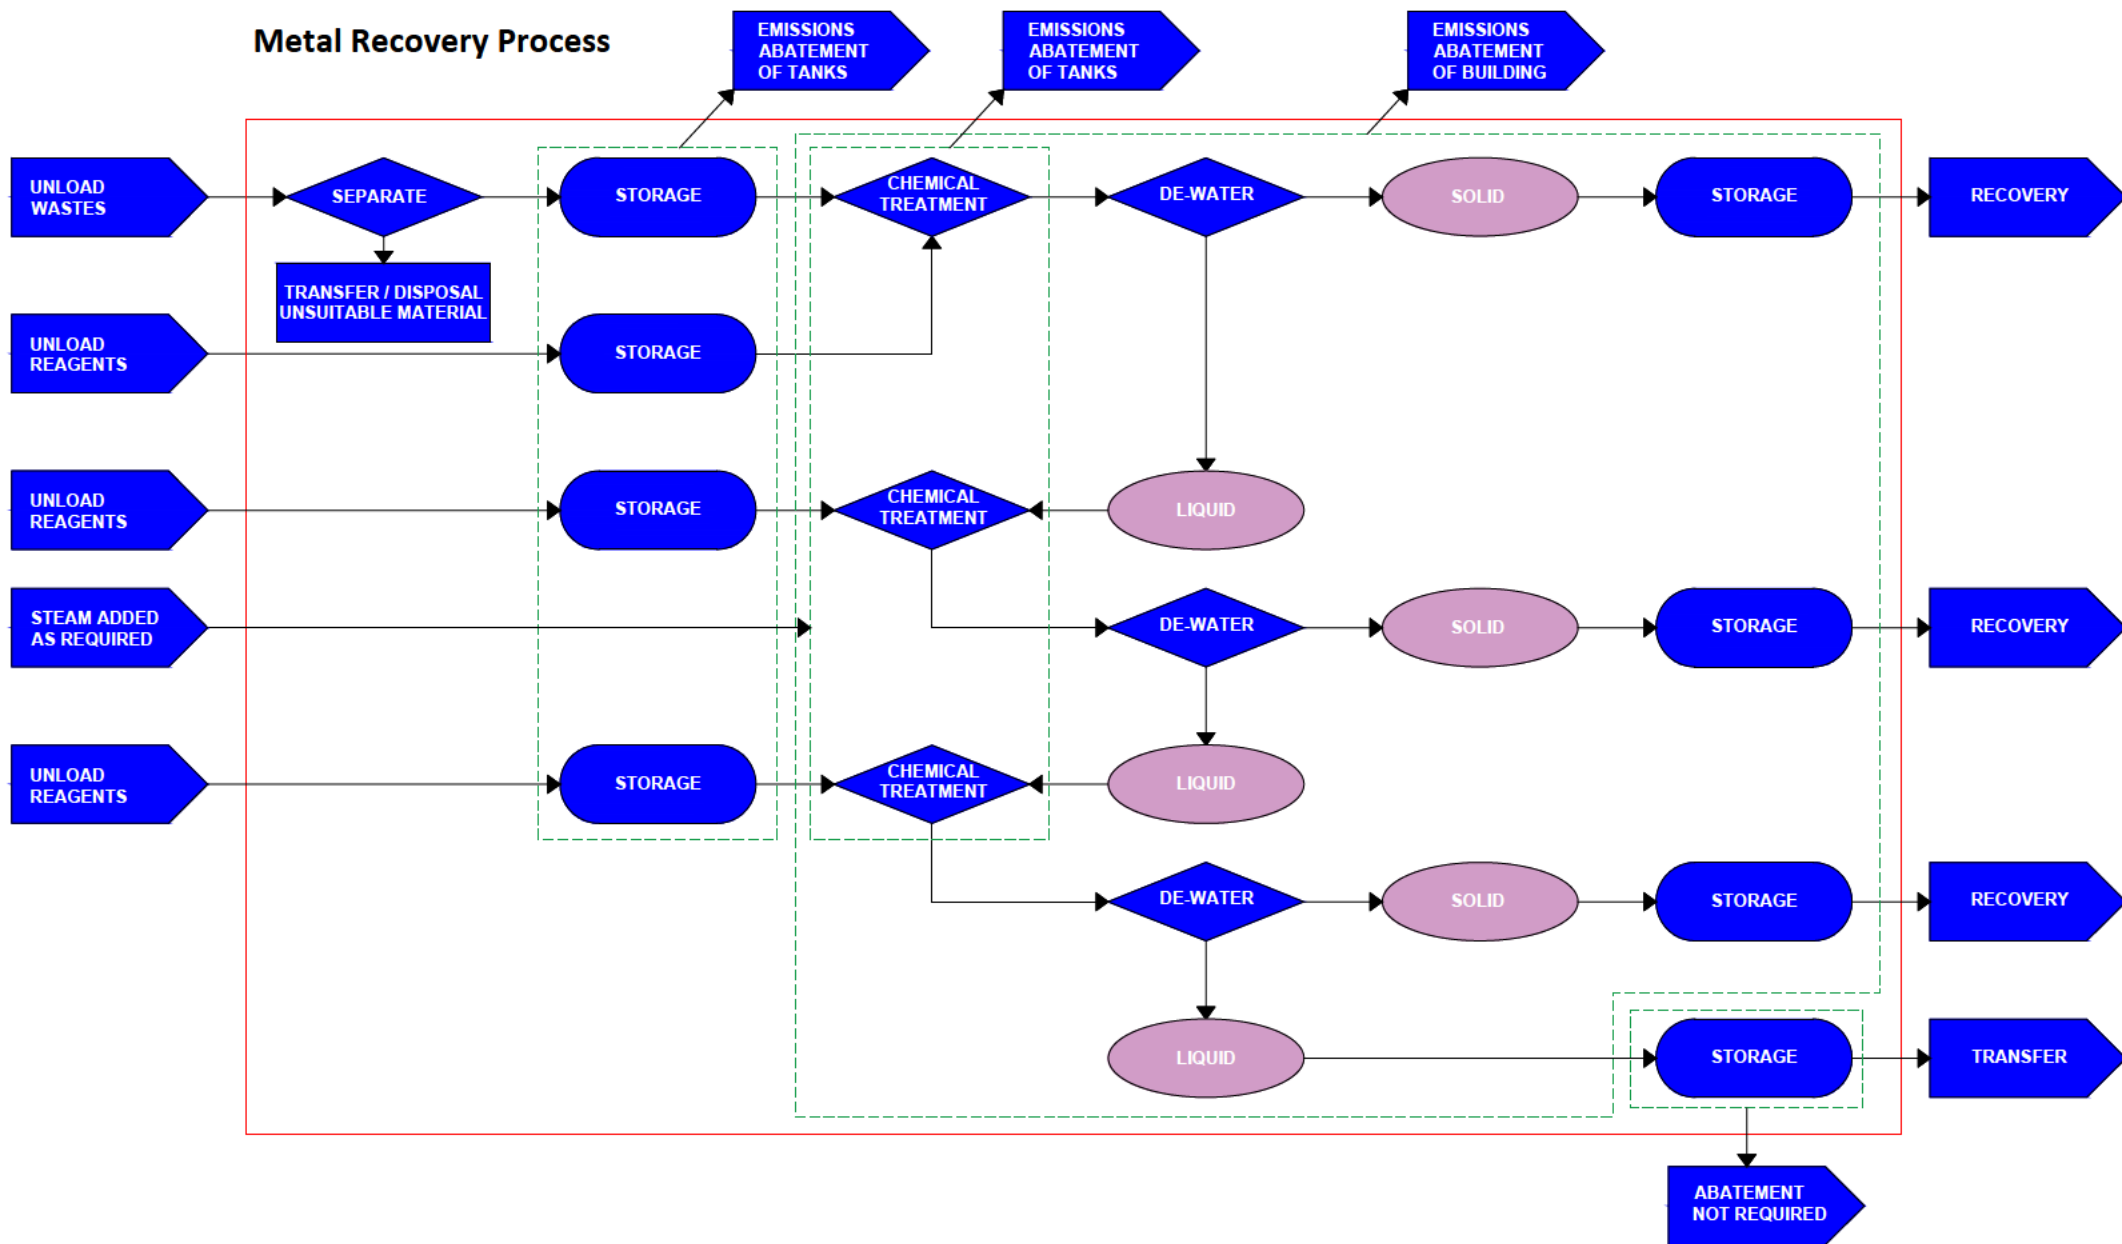 Metal Recovery Process
EMISSIONS
ABATEMENT
OF TANKS
EMISSIONS
ABATEMENT
OF TANKS
EMISSIONS
ABATEMENT
OF BUILDING
UNLOAD
WASTES
SEPARATE
STORAGE
CHEMICAL
TREATMENT
DE-WATER
SOLID
STORAGE
RECOVERY
TRANSFER / DISPOSAL
UNSUITABLE MATERIAL
UNLOAD
REAGENTS
STORAGE
UNLOAD
REAGENTS
STORAGE
CHEMICAL
TREATMENT
LIQUID
STEAM ADDED
AS REQUIRED
DE-WATER
SOLID
STORAGE
RECOVERY
UNLOAD
REAGENTS
STORAGE
CHEMICAL
TREATMENT
LIQUID
DE-WATER
SOLID
STORAGE
RECOVERY
LIQUID
STORAGE
TRANSFER
ABATEMENT
NOT REQUIRED